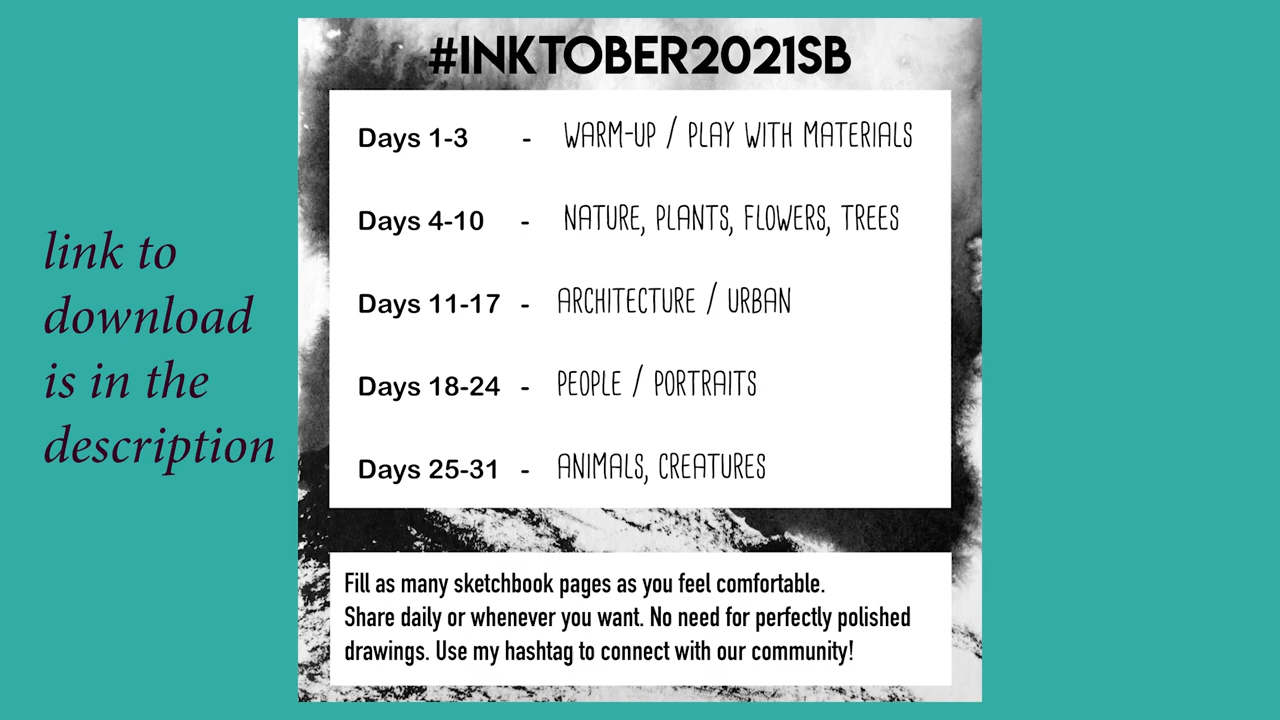 #INKTOBER2021SB
Days 1-3 - WARM-UP / PLAY WITH MATERIALS
Days 4-10 - NATURE, PLANTS, FLOWERS, TREES
Days 11-17 - ARCHITECTURE / URBAN
Days 18-24 - PEOPLE / PORTRAITS
Days 25-31 - ANIMALS, CREATURES
Fill as many sketchbook pages as you feel comfortable.
Share daily or whenever you want. No need for perfectly polished
drawings. Use my hashtag to connect with our community!
link to
download
is in the
description